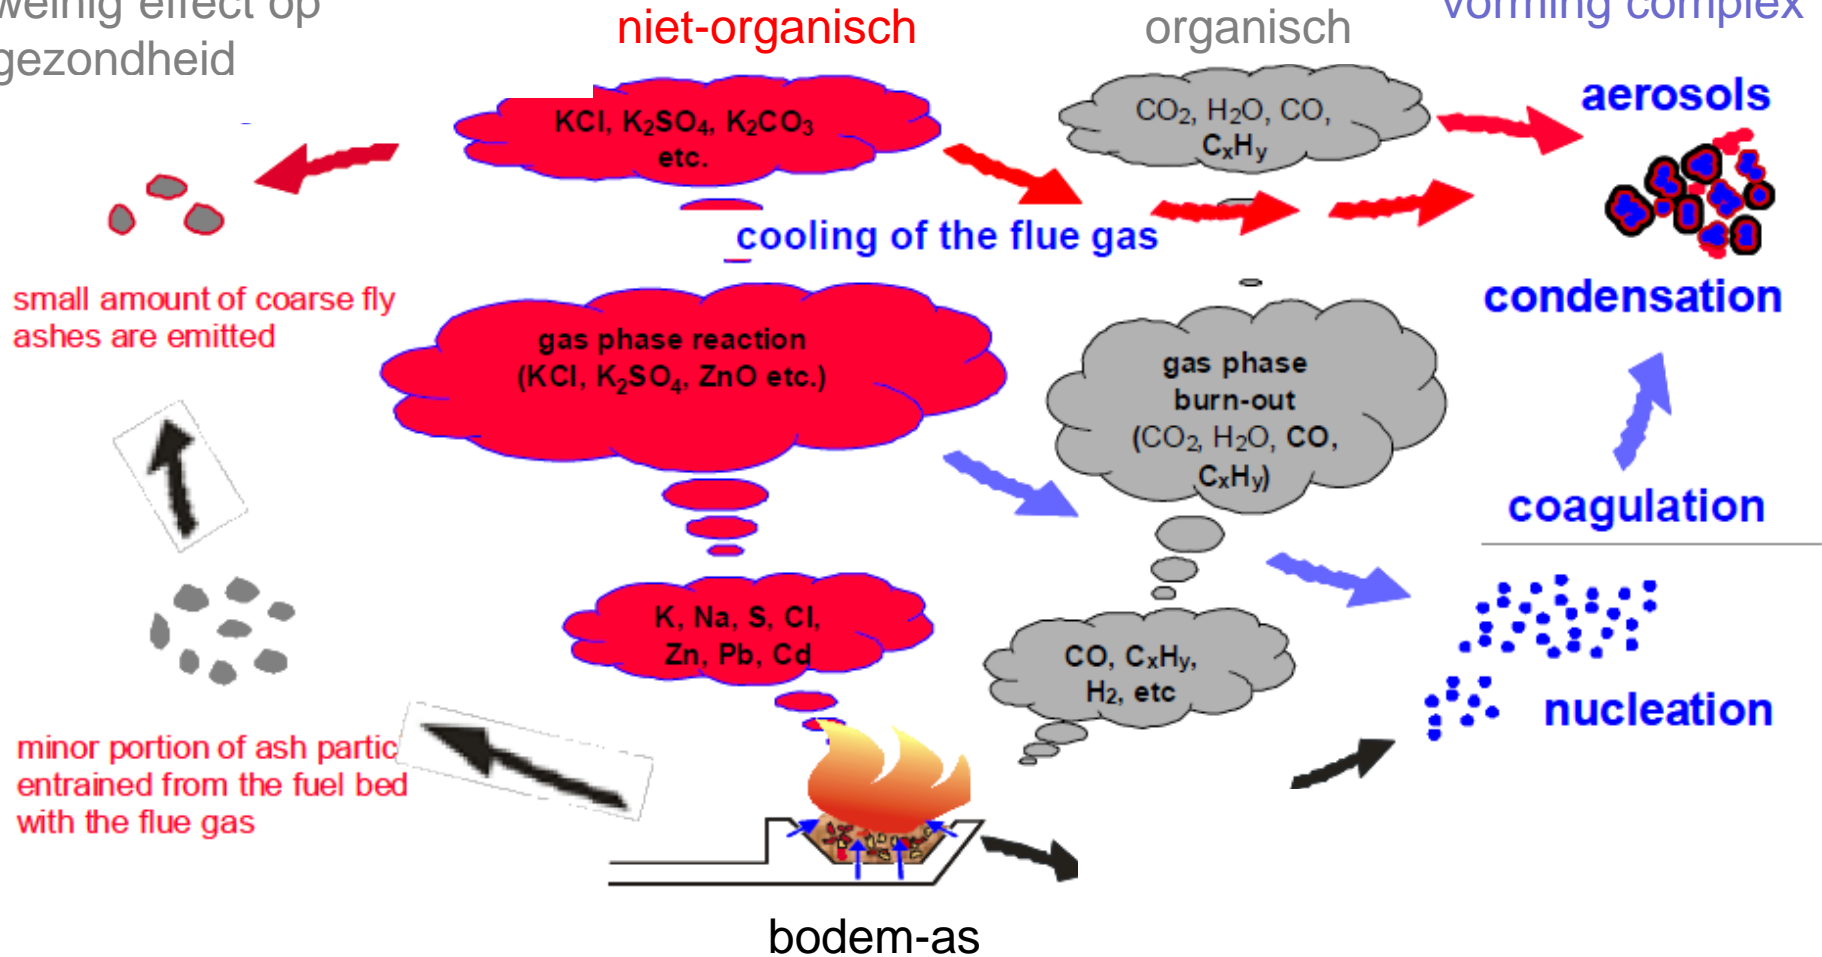 weinig effect op
gezondheid
niet-organisch
organisch
vorming complex
KCl, K₂SO₄, K₂CO₃
etc.
CO₂, H₂O, CO,
CₓHᵧ
aerosols
cooling of the flue gas
small amount of coarse fly
ashes are emitted
gas phase reaction
(KCl, K₂SO₄, ZnO etc.)
gas phase
burn-out
(CO₂, H₂O, CO,
CₓHᵧ)
condensation
coagulation
K, Na, S, Cl,
Zn, Pb, Cd
CO, CₓHᵧ,
H₂, etc
nucleation
minor portion of ash partic
entrained from the fuel bed
with the flue gas
bodem-as